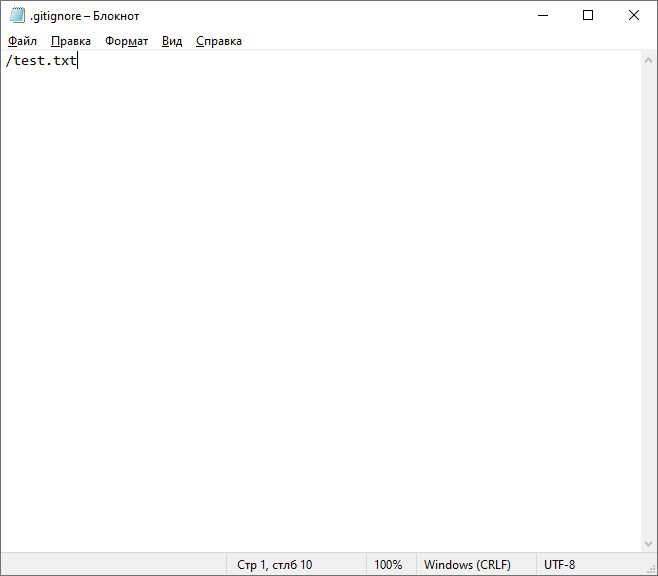 .gitignore – Блокнот
Файл Правка Формат Вид Справка
/test.txt
Стр 1, стлб 10 100% Windows (CRLF) UTF-8